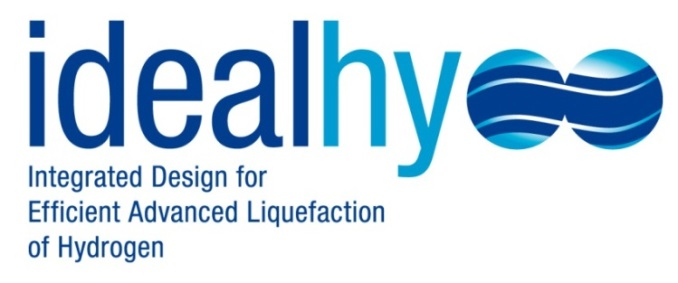 idealhy
Integrated Design for
Efficient Advanced Liquefaction
of Hydrogen